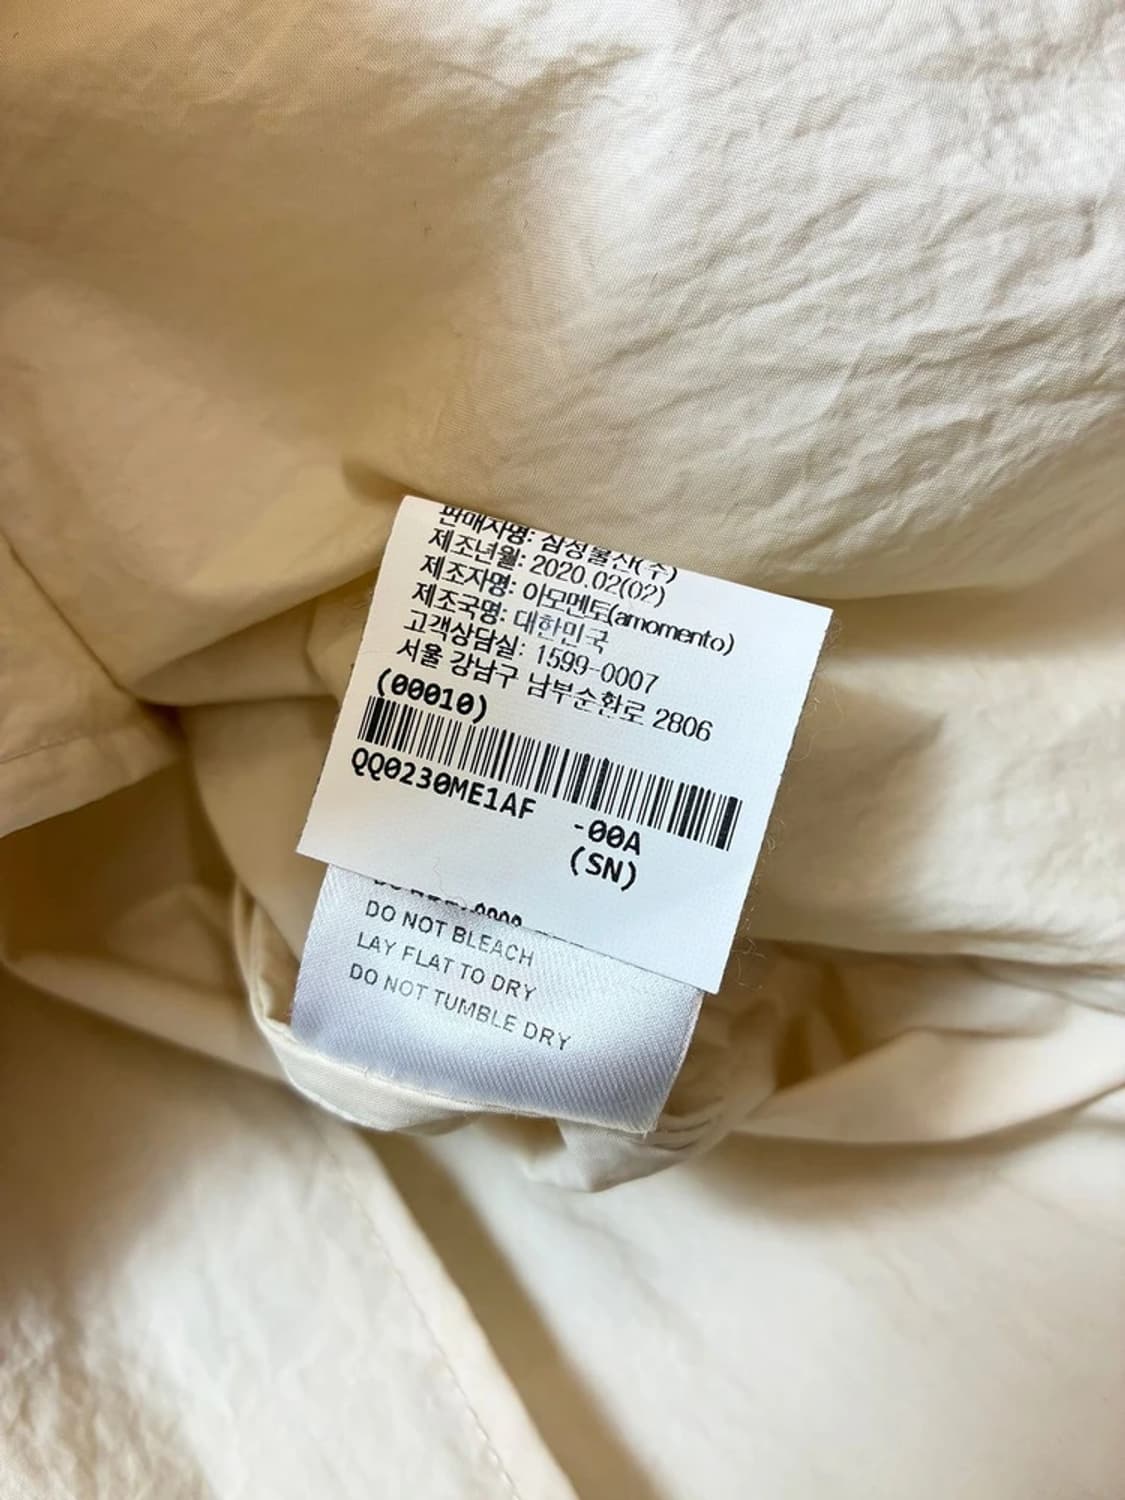 판매자명: 삼성물산(주)
제조년월: 2020.02(02)
제조자명: 아모멘토(amomento)
제조국명: 대한민국
고객상담실: 1599-0007
서울 강남구 남부순환로 2806
(00010)
QQ0230ME1AF -00A
(SN)
DO NOT BLEACH
LAY FLAT TO DRY
DO NOT TUMBLE DRY